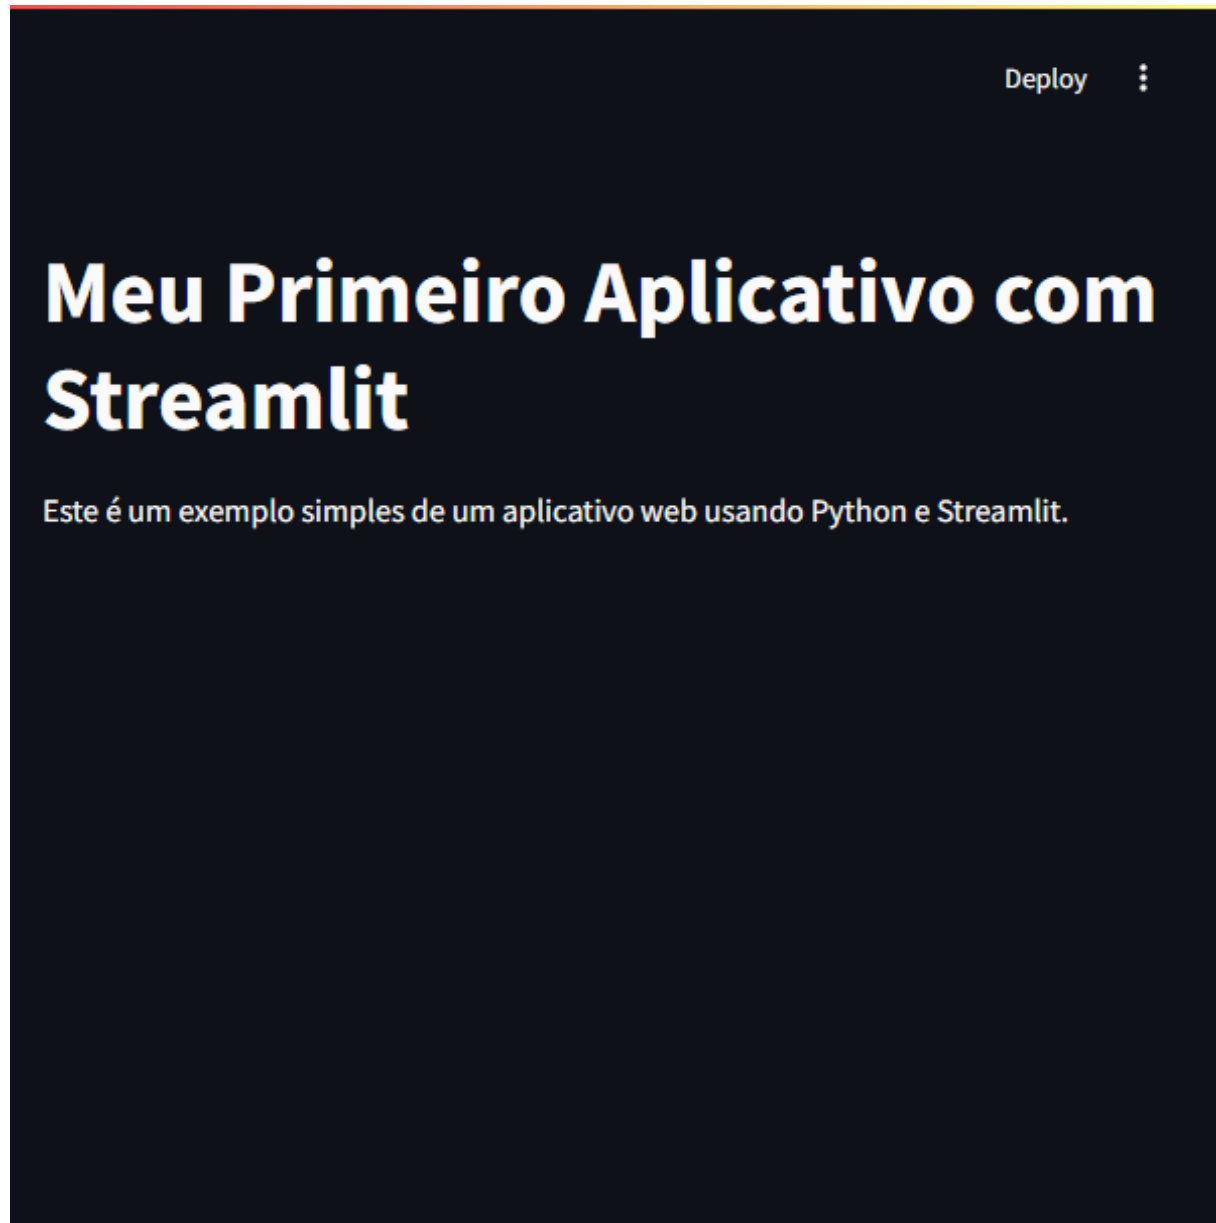 Deploy
Meu Primeiro Aplicativo com
Streamlit
Este é um exemplo simples de um aplicativo web usando Python e Streamlit.